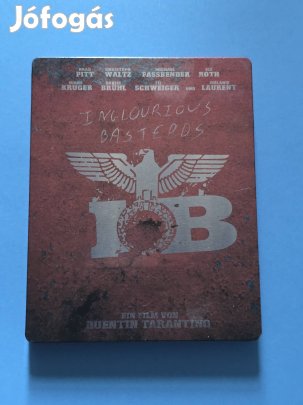 Jófogás
BRAD CHRISTOPH MICHAEL ELI
PITT WALTZ FASSBENDER ROTH
DIANE DANIEL TIL MÉLANIE
KRUGER BRÜHL SCHWEIGER UND LAURENT
INGLOURIOUS
BASTERDS
IB
EIN FILM VON
QUENTIN TARANTINO